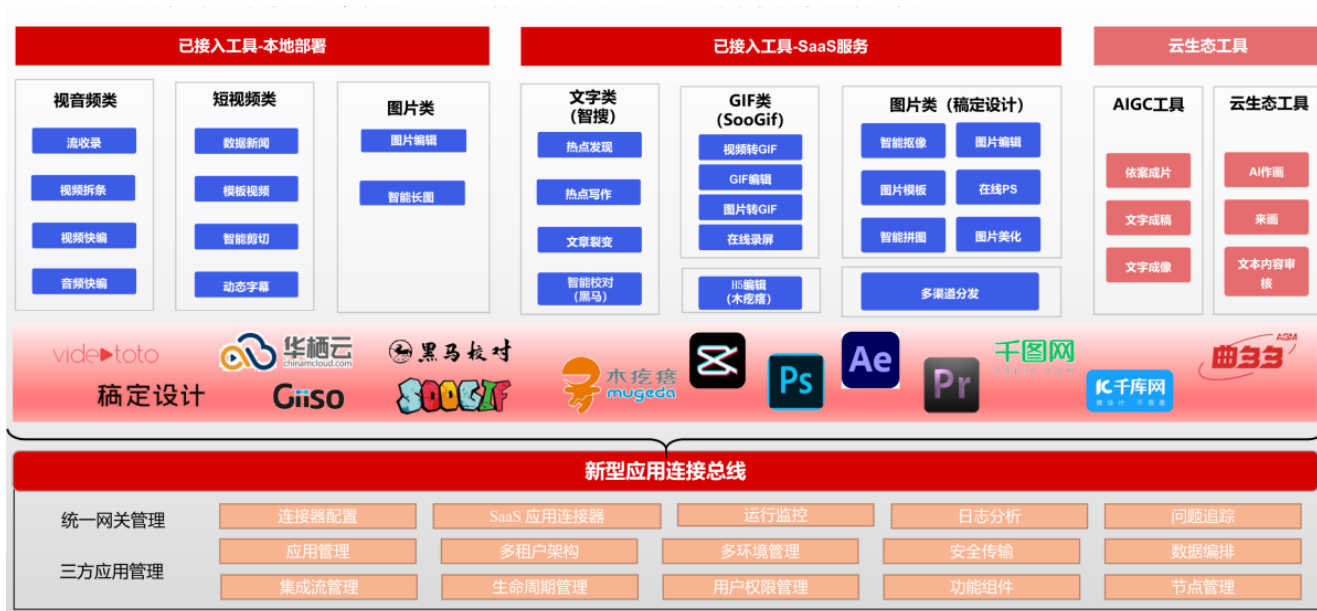 已接入工具-本地部署
已接入工具-SaaS服务
云生态工具
视音频类
流收录
视频拆条
视频快编
音频快编
短视频类
数据新闻
模板视频
智能剪切
动态字幕
图片类
图片编辑
智能长图
文字类
(智搜)
热点发现
热点写作
文章裂变
智能校对
(黑马)
GIF类
(SooGif)
视频转GIF
GIF编辑
图片转GIF
在线录屏
H5编辑
(木疙瘩)
图片类（稿定设计）
智能抠像
图片编辑
图片模板
在线PS
智能拼图
图片美化
多渠道分发
AIGC工具
依案成片
文字成稿
文字成像
云生态工具
AI作画
来画
文本内容审
核
videototo
华栖云
chinamcloud.com
黑马校对
木疙瘩
mugeda
Ps
Ae
Pr
千图网
58pic.com
AGM
曲多多
稿定设计
Giiso
SOOGIF
IC千库网
新型应用连接总线
统一网关管理
三方应用管理
连接器配置
SaaS 应用连接器
运行监控
日志分析
问题追踪
应用管理
多租户架构
多环境管理
安全传输
数据编排
集成流管理
生命周期管理
用户权限管理
功能组件
节点管理